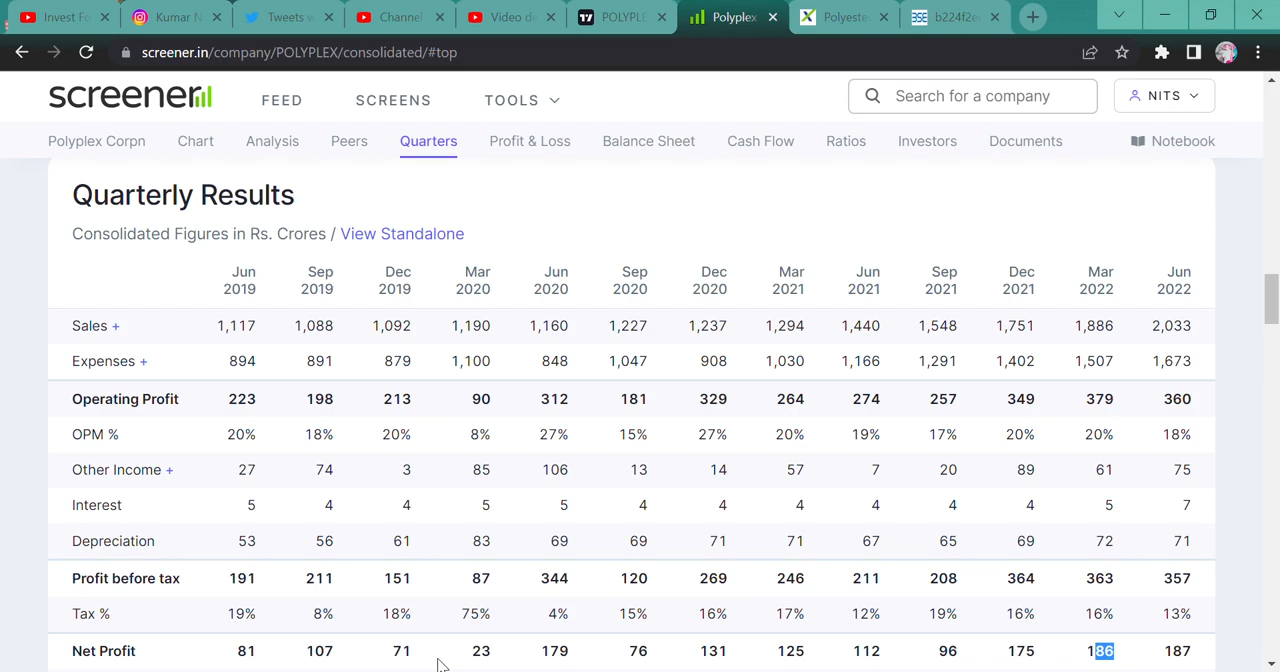 Invest Fo
Kumar N
Tweets w
Channel
Video de
POLYPLE
Polyplex
Polyester
b224f2e
screener.in/company/POLYPLEX/consolidated/#top
screener
FEED
SCREENS
TOOLS
Search for a company
NITS
Polyplex Corpn
Chart
Analysis
Peers
Quarters
Profit & Loss
Balance Sheet
Cash Flow
Ratios
Investors
Documents
Notebook
Quarterly Results
Consolidated Figures in Rs. Crores / View Standalone
Jun 2019 Sep 2019 Dec 2019 Mar 2020 Jun 2020 Sep 2020 Dec 2020 Mar 2021 Jun 2021 Sep 2021 Dec 2021 Mar 2022 Jun 2022
Sales + 1,117 1,088 1,092 1,190 1,160 1,227 1,237 1,294 1,440 1,548 1,751 1,886 2,033
Expenses + 894 891 879 1,100 848 1,047 908 1,030 1,166 1,291 1,402 1,507 1,673
Operating Profit 223 198 213 90 312 181 329 264 274 257 349 379 360
OPM % 20% 18% 20% 8% 27% 15% 27% 20% 19% 17% 20% 20% 18%
Other Income + 27 74 3 85 106 13 14 57 7 20 89 61 75
Interest 5 4 4 5 5 4 4 4 4 4 4 5 7
Depreciation 53 56 61 83 69 69 71 71 67 65 69 72 71
Profit before tax 191 211 151 87 344 120 269 246 211 208 364 363 357
Tax % 19% 8% 18% 75% 4% 15% 16% 17% 12% 19% 16% 16% 13%
Net Profit 81 107 71 23 179 76 131 125 112 96 175 186 187